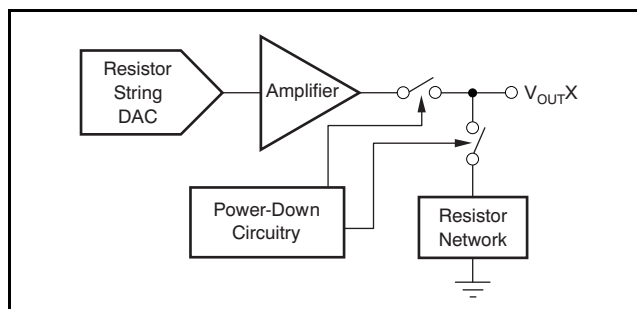 Resistor
String
DAC
Amplifier
VOUTX
Power-Down
Circuitry
Resistor
Network